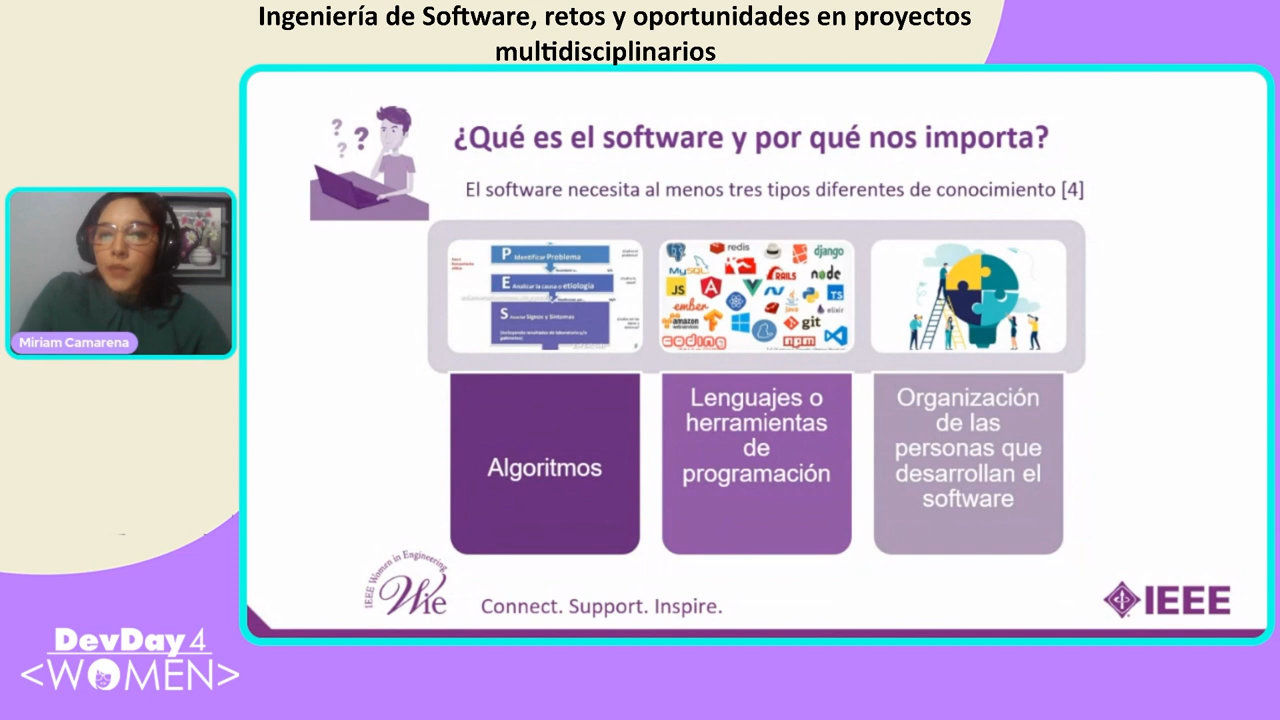 Ingeniería de Software, retos y oportunidades en proyectos
multidisciplinarios
¿Qué es el software y por qué nos importa?
El software necesita al menos tres tipos diferentes de conocimiento [4]
P Identificar Problema
E Analizar la causa o etiología
S Signos y Síntomas
redis
django
MySQL
RAILS
node
JS
TS
ember
Java
elixir
amazon
webservices
git
coding
npm
Algoritmos
Lenguajes o
herramientas
de
programación
Organización
de las
personas que
desarrollan el
software
Miriam Camarena
IEEE Women in Engineering
Wie
Connect. Support. Inspire.
IEEE
DevDay4
<WOMEN>